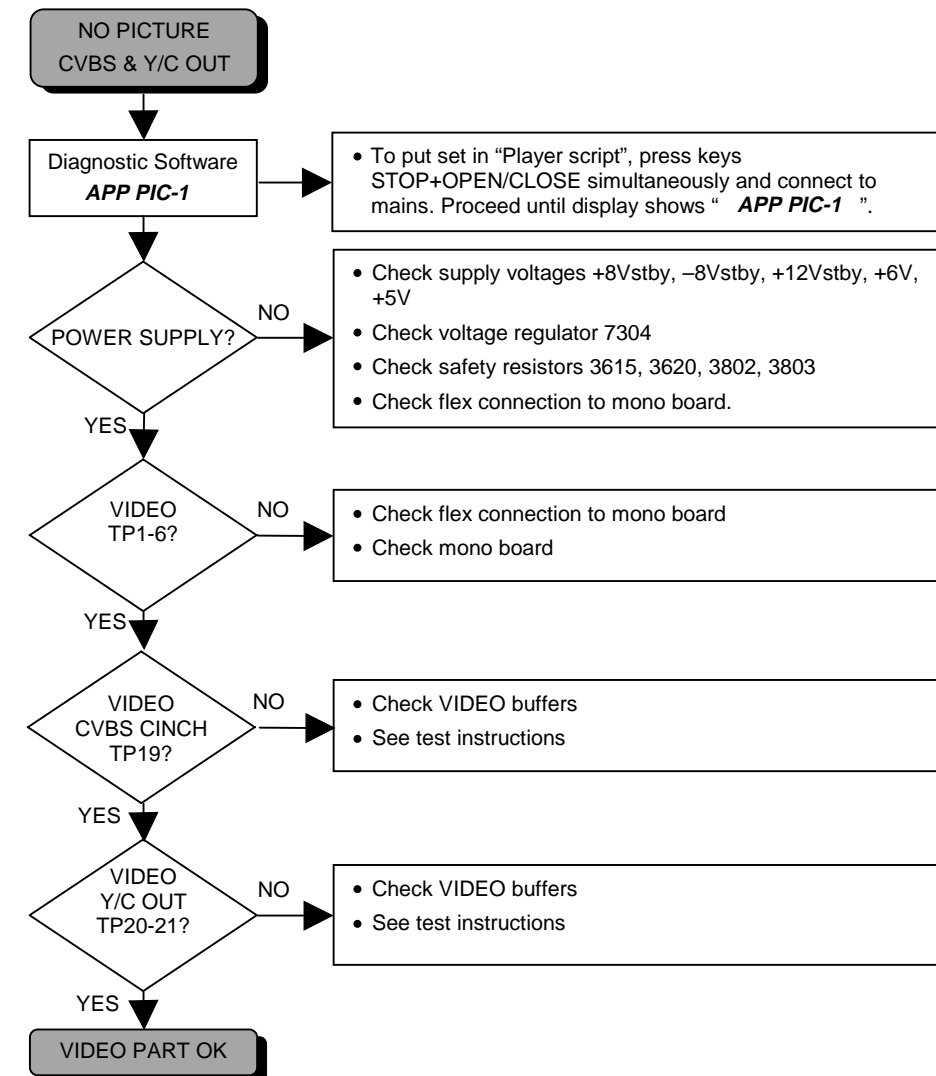 NO PICTURE
CVBS & Y/C OUT
Diagnostic Software
APP PIC-1
• To put set in “Player script”, press keys
STOP+OPEN/CLOSE simultaneously and connect to
mains. Proceed until display shows “ APP PIC-1 ”.
POWER SUPPLY?
NO
• Check supply voltages +8Vstby, –8Vstby, +12Vstby, +6V,
+5V
• Check voltage regulator 7304
• Check safety resistors 3615, 3620, 3802, 3803
• Check flex connection to mono board.
YES
VIDEO
TP1-6?
NO
• Check flex connection to mono board
• Check mono board
YES
VIDEO
CVBS CINCH
TP19?
NO
• Check VIDEO buffers
• See test instructions
YES
VIDEO
Y/C OUT
TP20-21?
NO
• Check VIDEO buffers
• See test instructions
YES
VIDEO PART OK